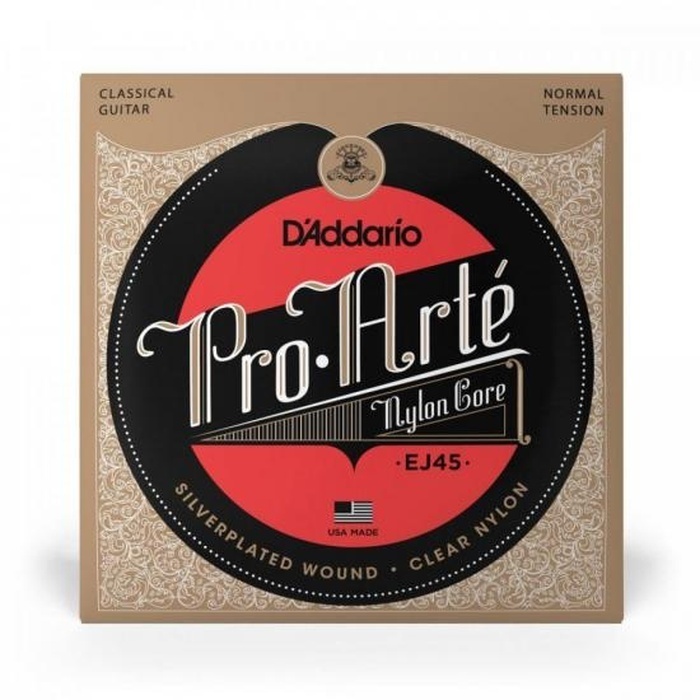 CLASSICAL
GUITAR
NORMAL
TENSION
D'Addario
Pro·Arté
Nylon Core
·EJ45·
USA MADE
SILVERPLATED WOUND • CLEAR NYLON